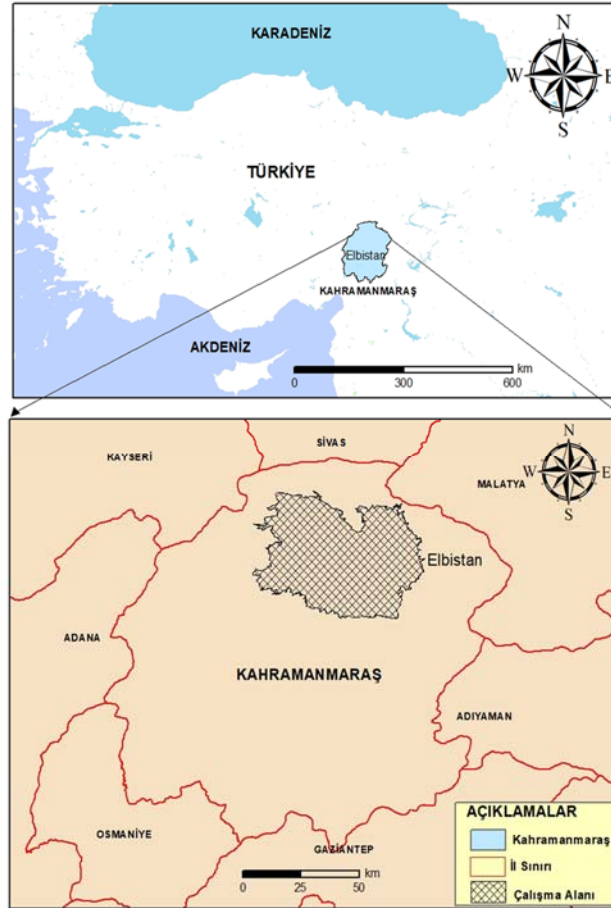 KARADENİZ
N
W E
S
TÜRKİYE
Elbistan
KAHRAMANMARAŞ
AKDENİZ
km
0 300 600
SİVAS
KAYSERİ
N
W E
S
MALATYA
Elbistan
ADANA
KAHRAMANMARAŞ
ADIYAMAN
OSMANİYE
GAZİANTEP
km
0 25 50
AÇIKLAMALAR
Kahramanmaraş
İl Sınırı
Çalışma Alanı